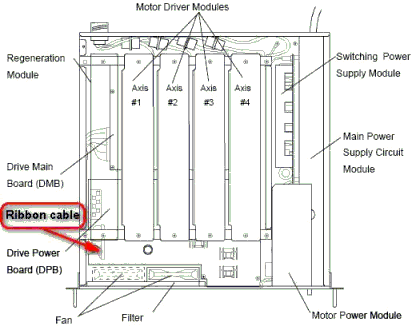 Motor Driver Modules
Regeneration
Module
Switching Power
Supply Module
Axis
#1
Axis
#2
Axis
#3
Axis
#4
Main Power
Supply Circuit
Module
Drive Main
Board (DMB)
Ribbon cable
Drive Power
Board (DPB)
Fan
Filter
Motor Power Module